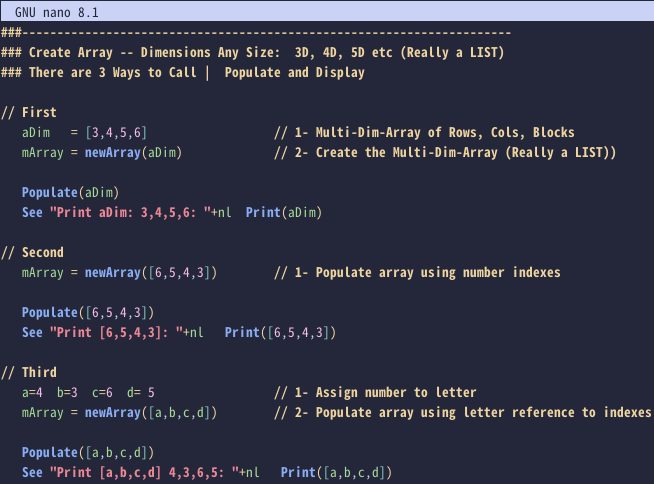 GNU nano 8.1
###----------------------------------------------------------------------
### Create Array -- Dimensions Any Size:  3D, 4D, 5D etc (Really a LIST)
### There are 3 Ways to Call |  Populate and Display
// First
   aDim   = [3,4,5,6]                  // 1- Multi-Dim-Array of Rows, Cols, Blocks
   mArray = newArray(aDim)             // 2- Create the Multi-Dim-Array (Really a LIST))
   Populate(aDim)
   See "Print aDim: 3,4,5,6: "+nl  Print(aDim)
// Second
   mArray = newArray([6,5,4,3])        // 1- Populate array using number indexes
   Populate([6,5,4,3])
   See "Print [6,5,4,3]: "+nl   Print([6,5,4,3])
// Third
   a=4  b=3  c=6  d= 5                 // 1- Assign number to letter
   mArray = newArray([a,b,c,d])        // 2- Populate array using letter reference to indexes
   Populate([a,b,c,d])
   See "Print [a,b,c,d] 4,3,6,5: "+nl   Print([a,b,c,d])